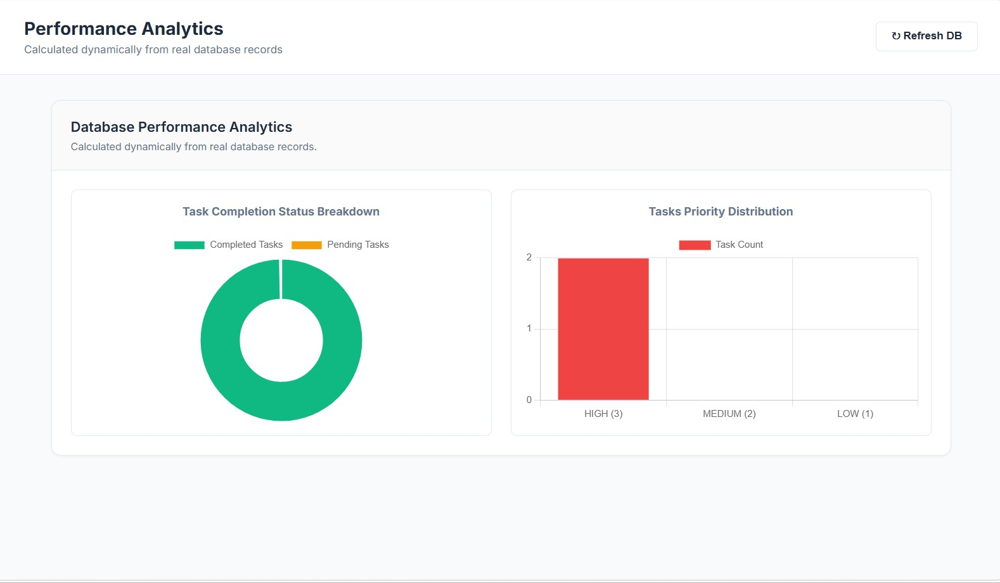 Performance Analytics
Calculated dynamically from real database records
↻ Refresh DB
Database Performance Analytics
Calculated dynamically from real database records.
Task Completion Status Breakdown
Completed Tasks
Pending Tasks
Tasks Priority Distribution
Task Count
2
1
0
HIGH (3)
MEDIUM (2)
LOW (1)